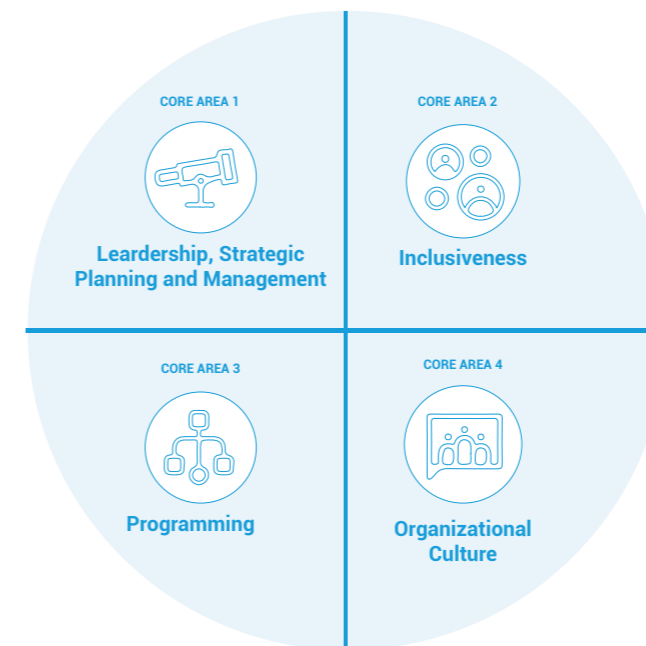 CORE AREA 1
Leardership, Strategic
Planning and Management
CORE AREA 2
Inclusiveness
CORE AREA 3
Programming
CORE AREA 4
Organizational
Culture